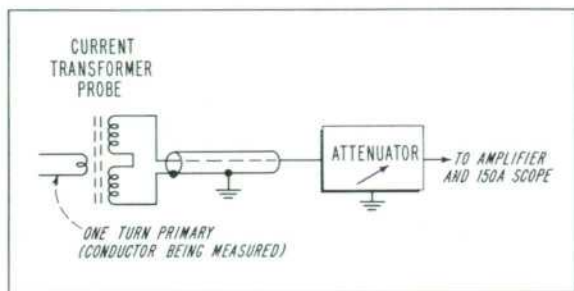 CURRENT
TRANSFORMER
PROBE
ATTENUATOR
TO AMPLIFIER
AND 150A SCOPE
ONE TURN PRIMARY
(CONDUCTOR BEING MEASURED)